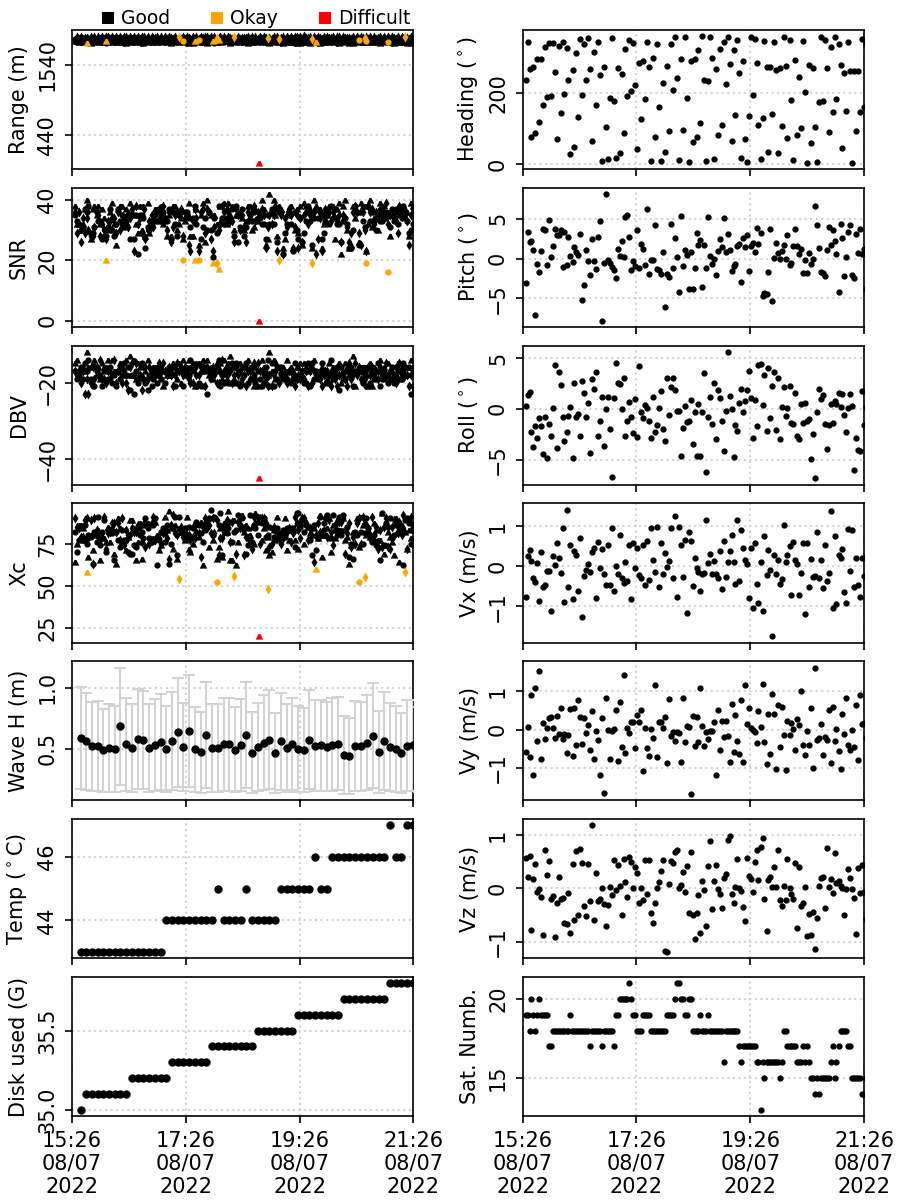 Good Okay Difficult
Range (m)
1540
440
Heading (°)
200
0
SNR
40
20
0
Pitch (°)
5
0
−5
DBV
−20
−40
Roll (°)
5
0
−5
Xc
75
50
25
Vx (m/s)
1
0
−1
Wave H (m)
1.0
0.5
Vy (m/s)
1
0
−1
Temp (°C)
46
44
Vz (m/s)
1
0
−1
Disk used (G)
35.5
35.0
Sat. Numb.
20
15
15:26 17:26 19:26 21:26 15:26 17:26 19:26 21:26
08/07 08/07 08/07 08/07 08/07 08/07 08/07 08/07
2022 2022 2022 2022 2022 2022 2022 2022